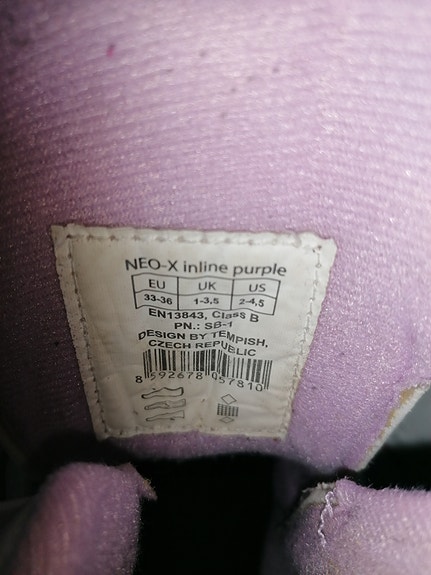 NEO-X inline purple
EU UK US
33-36 1-3,5 2-4,5
EN13843, Class B
PN.: SB-1
DESIGN BY TEMPISH,
CZECH REPUBLIC
8 592678 057810